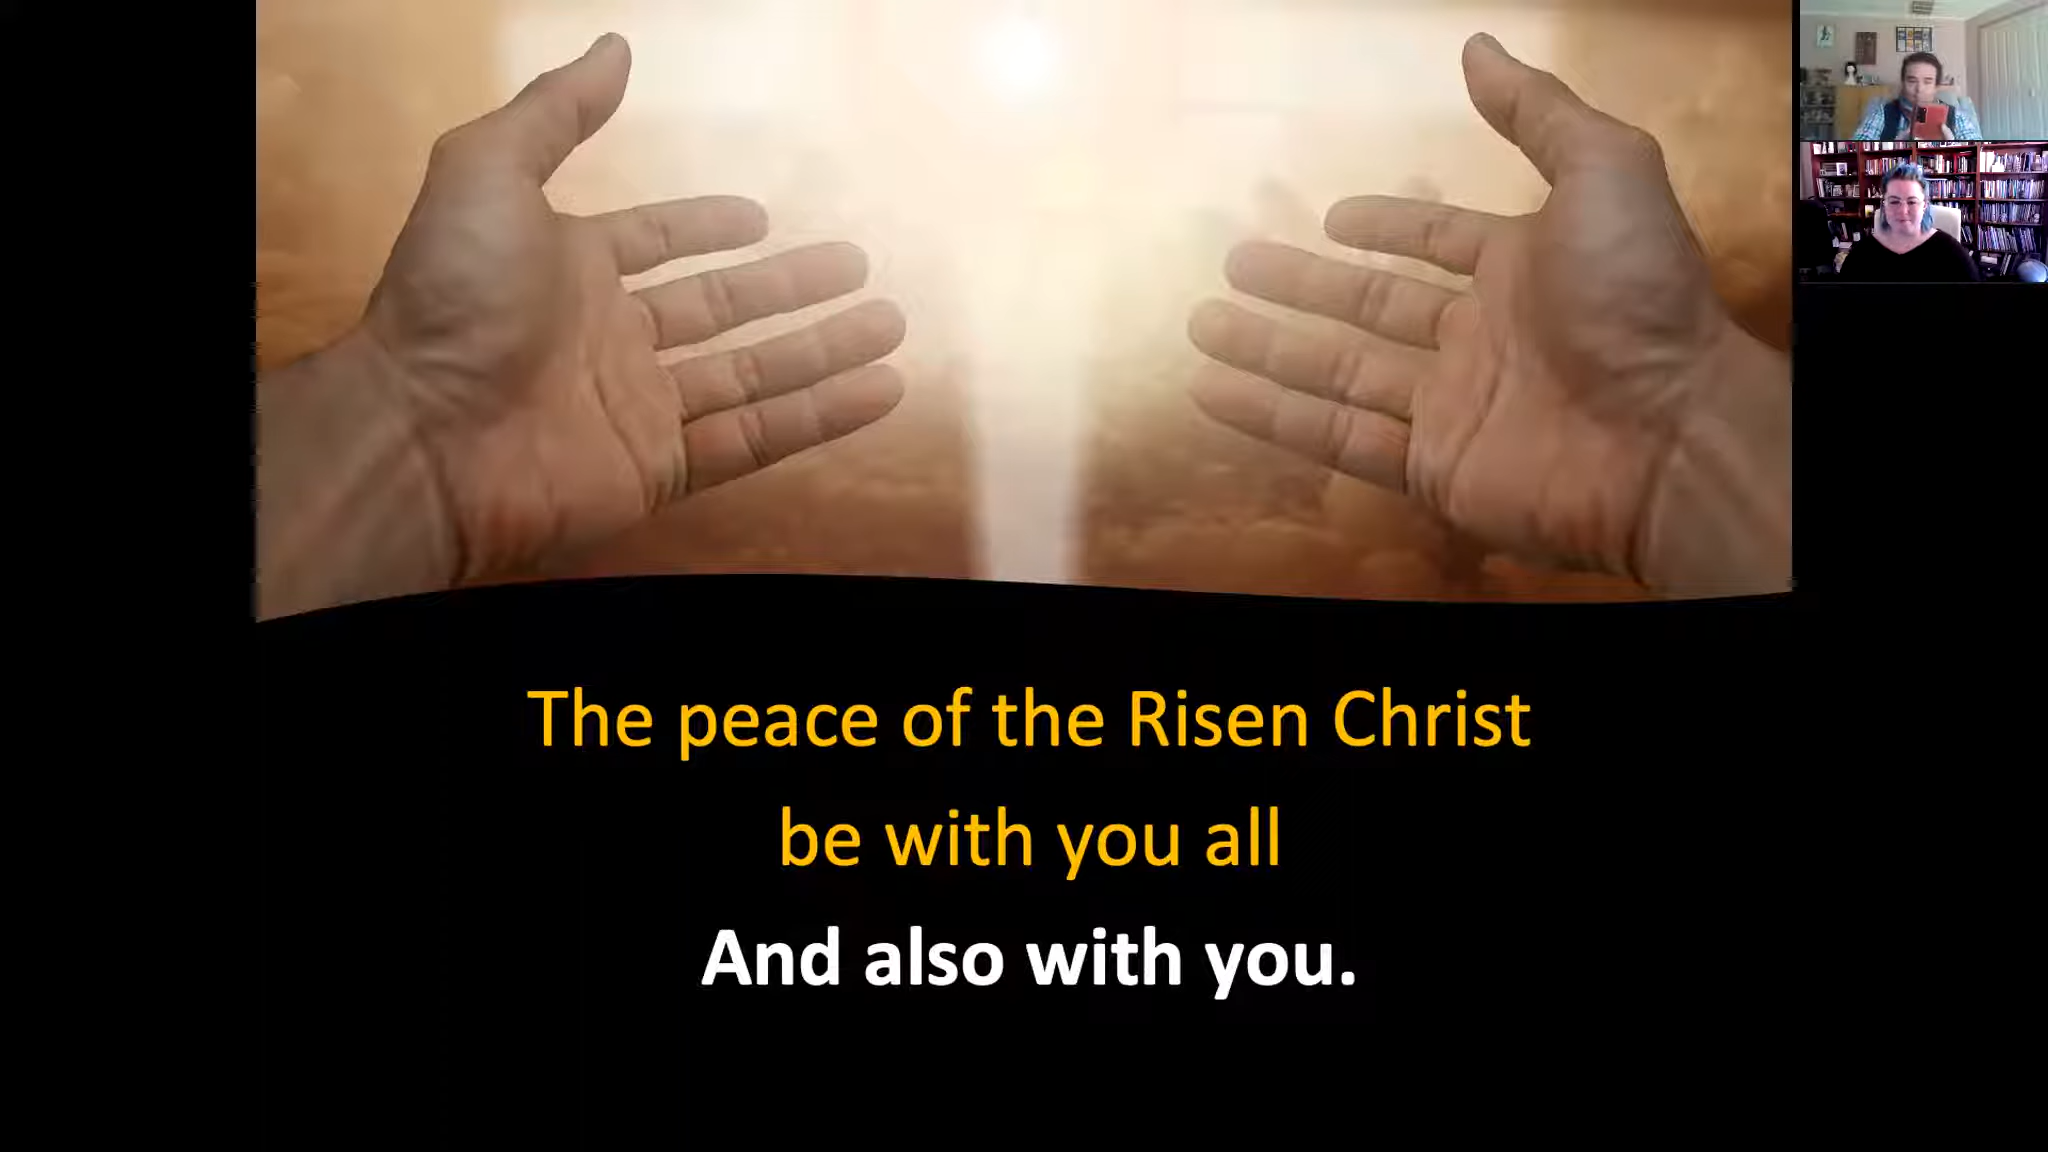 The peace of the Risen Christ
be with you all
And also with you.